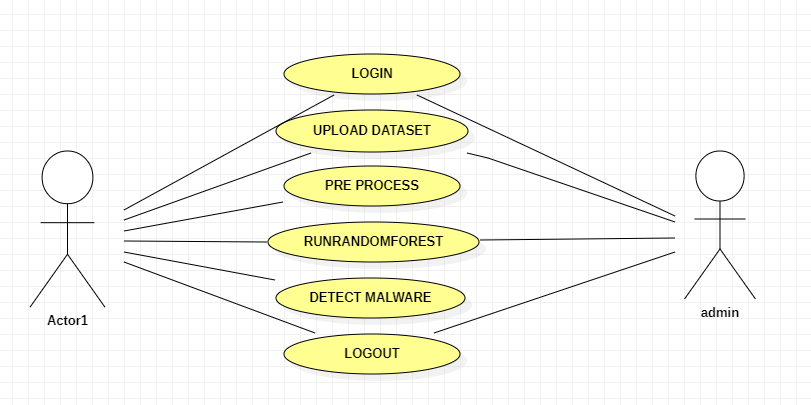 LOGIN
UPLOAD DATASET
PRE PROCESS
RUNRANDOMFOREST
DETECT MALWARE
LOGOUT
Actor1
admin